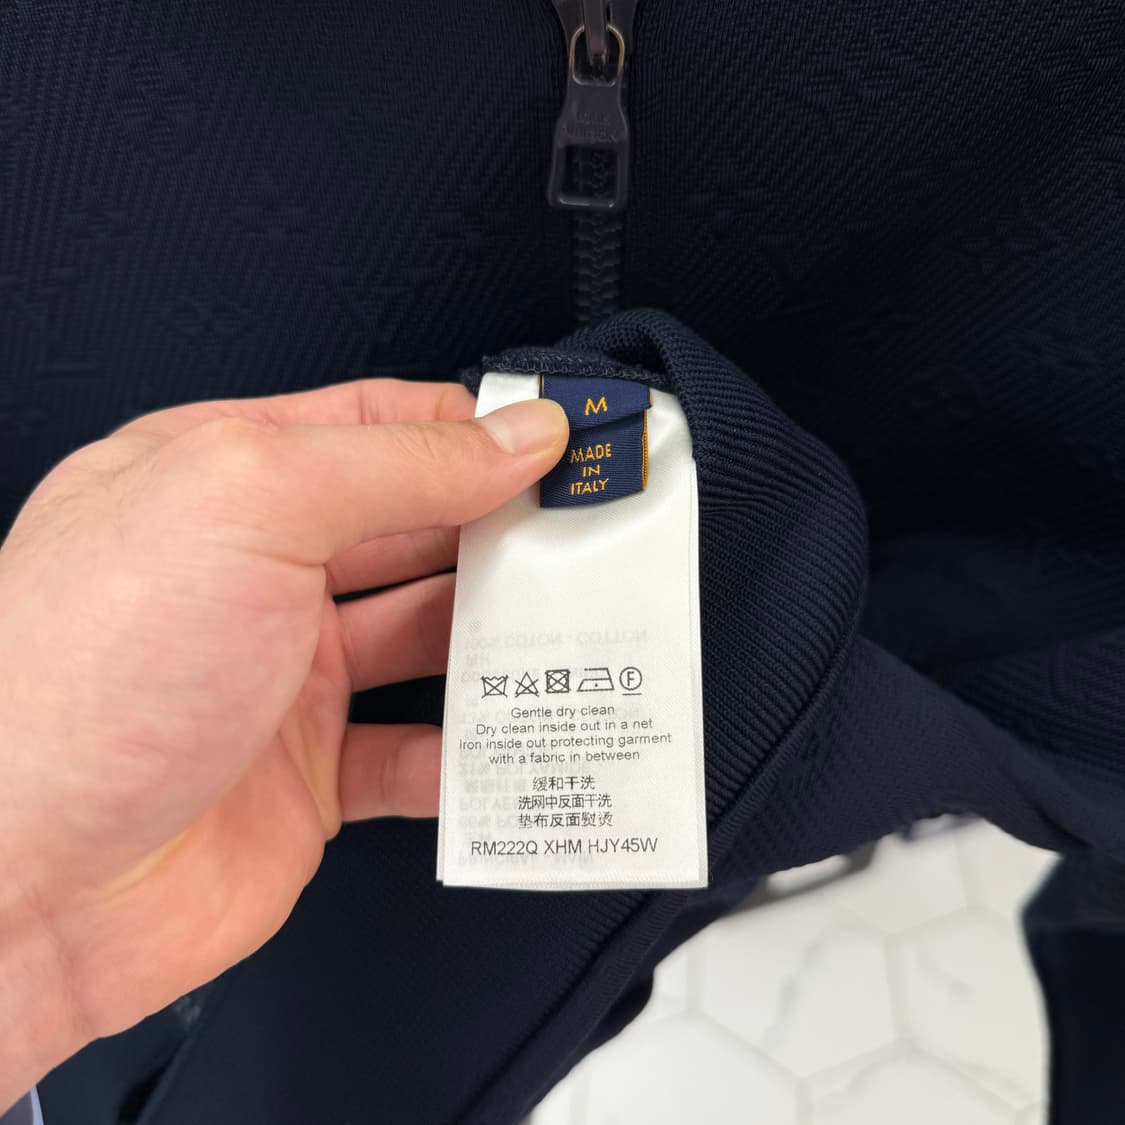 M
MADE
IN
ITALY
F
Gentle dry clean
Dry clean inside out in a net
Iron inside out protecting garment
with a fabric in between
缓和干洗
洗网中反面干洗
垫布反面熨烫
RM222Q XHM HJY45W